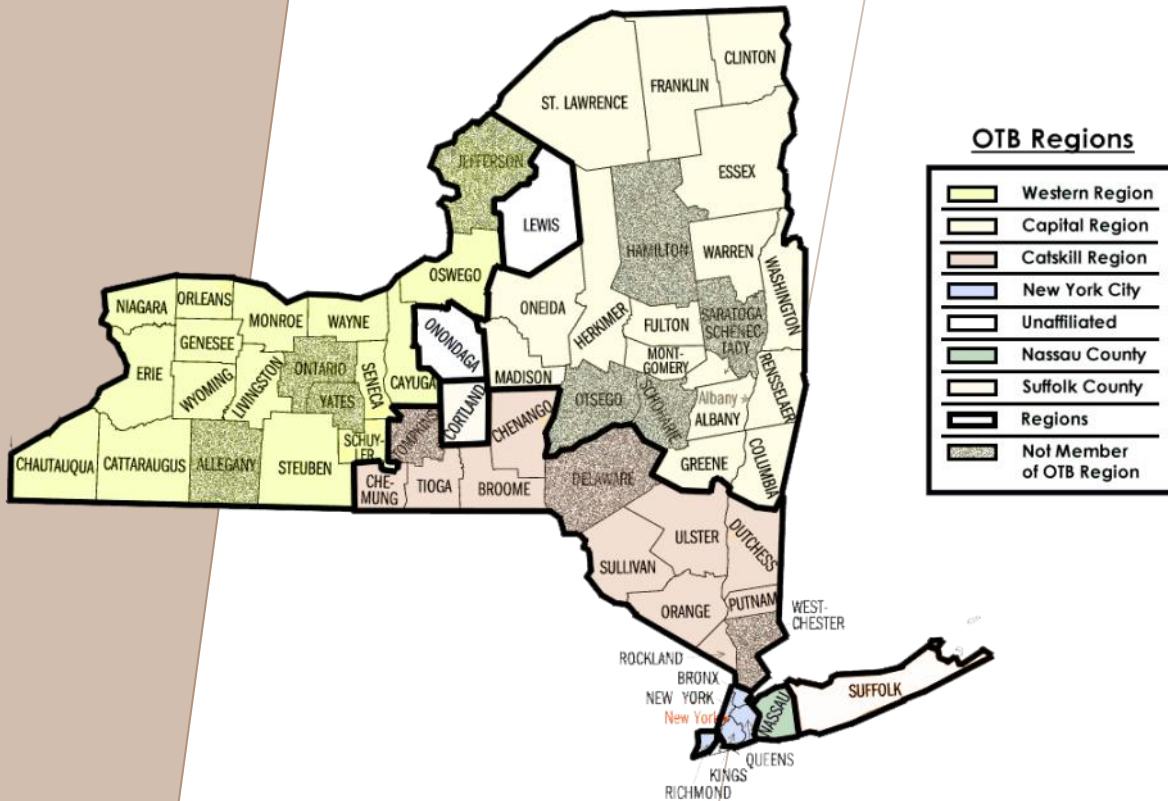 CLINTON
FRANKLIN
ST. LAWRENCE
JEFFERSON
ESSEX
LEWIS
HAMILTON
WARREN
WASHINGTON
OSWEGO
NIAGARA
ORLEANS
MONROE
WAYNE
ONEIDA
HERKIMER
FULTON
SARATOGA
SCHENEC-
TADY
GENESEE
ONONDAGA
MONT-
GOMERY
ERIE
WYOMING
LIVINGSTON
ONTARIO
YATES
SENECA
CAYUGA
MADISON
RENSSELAER
CORTLAND
CHENANGO
OTSEGO
SCHOHARIE
Albany
ALBANY
CHAUTAUQUA
CATTARAUGUS
ALLEGANY
STEUBEN
SCHUY-
LER
TOMPKINS
GREENE
COLUMBIA
CHE-
MUNG
TIOGA
BROOME
DELAWARE
ULSTER
DUTCHESS
SULLIVAN
ORANGE
PUTNAM
WEST-
CHESTER
ROCKLAND
BRONX
NEW YORK
New York
NASSAU
SUFFOLK
QUEENS
KINGS
RICHMOND
OTB Regions
Western Region
Capital Region
Catskill Region
New York City
Unaffiliated
Nassau County
Suffolk County
Regions
Not Member
of OTB Region